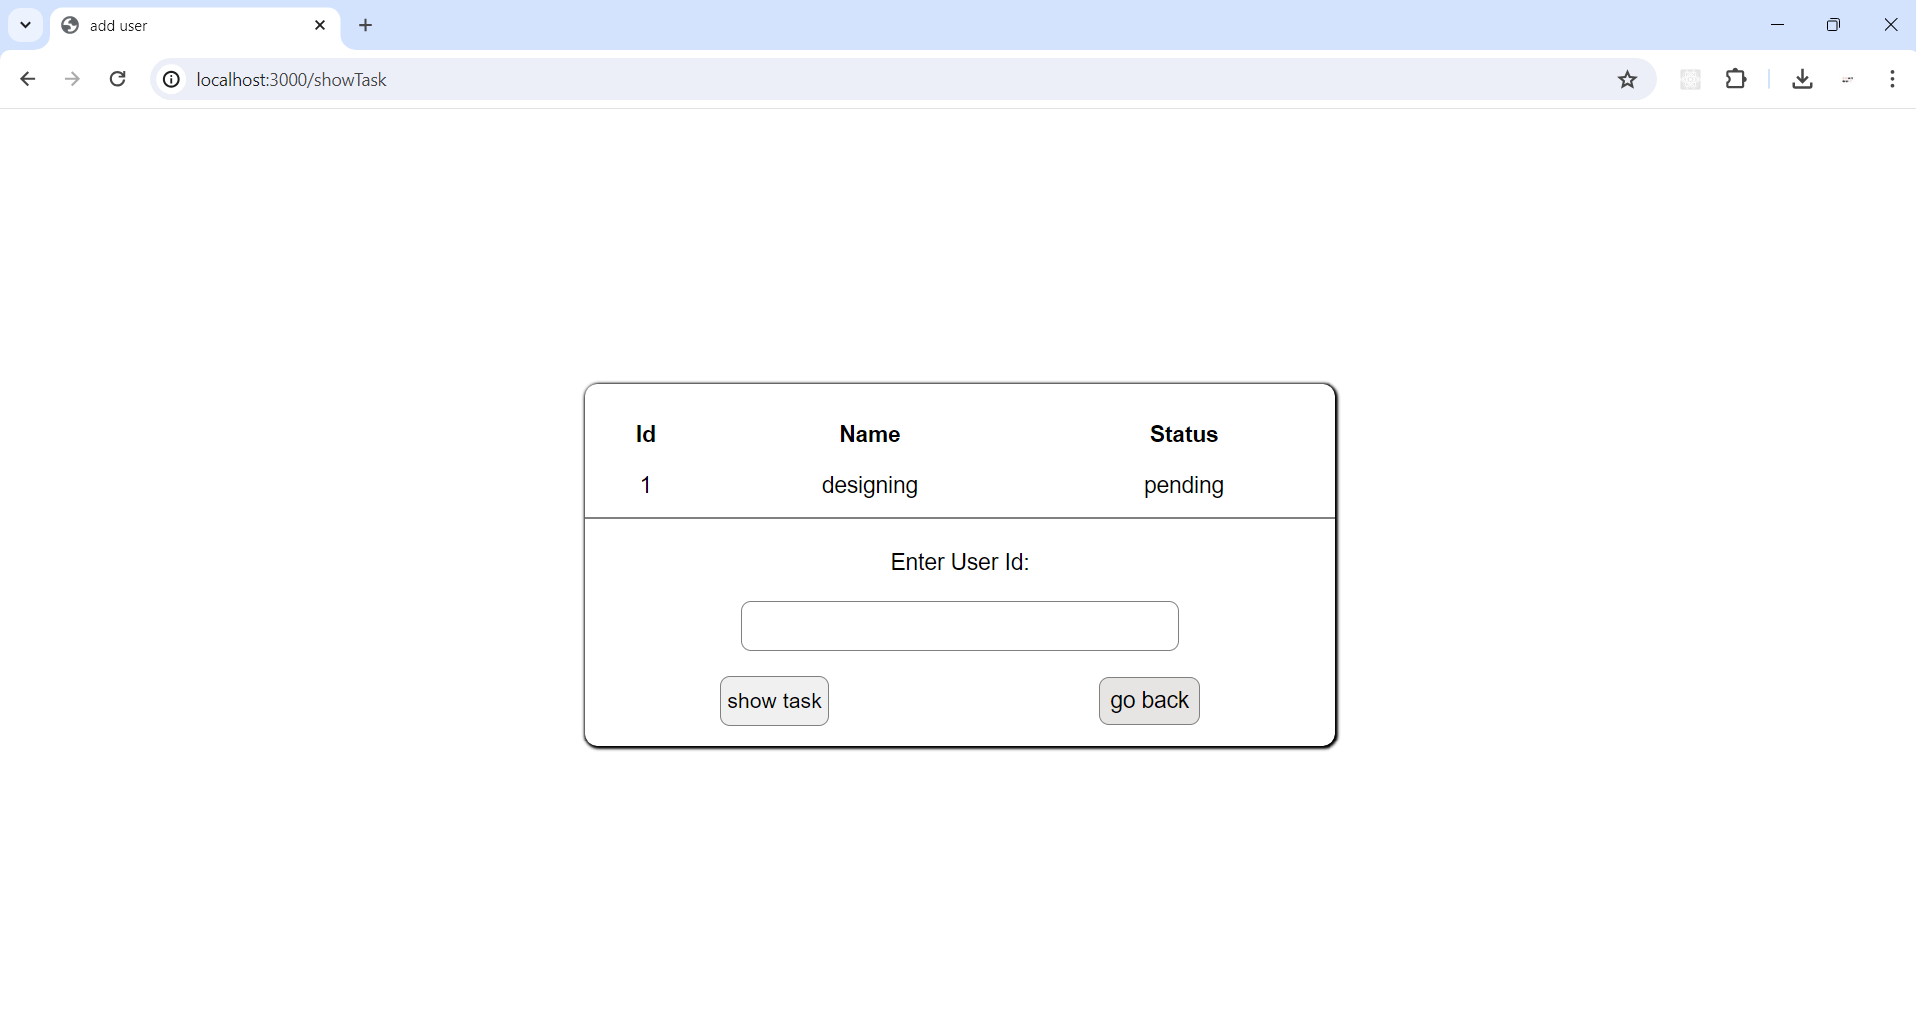 add user
localhost:3000/showTask
Id Name Status
1 designing pending
Enter User Id:
show task go back